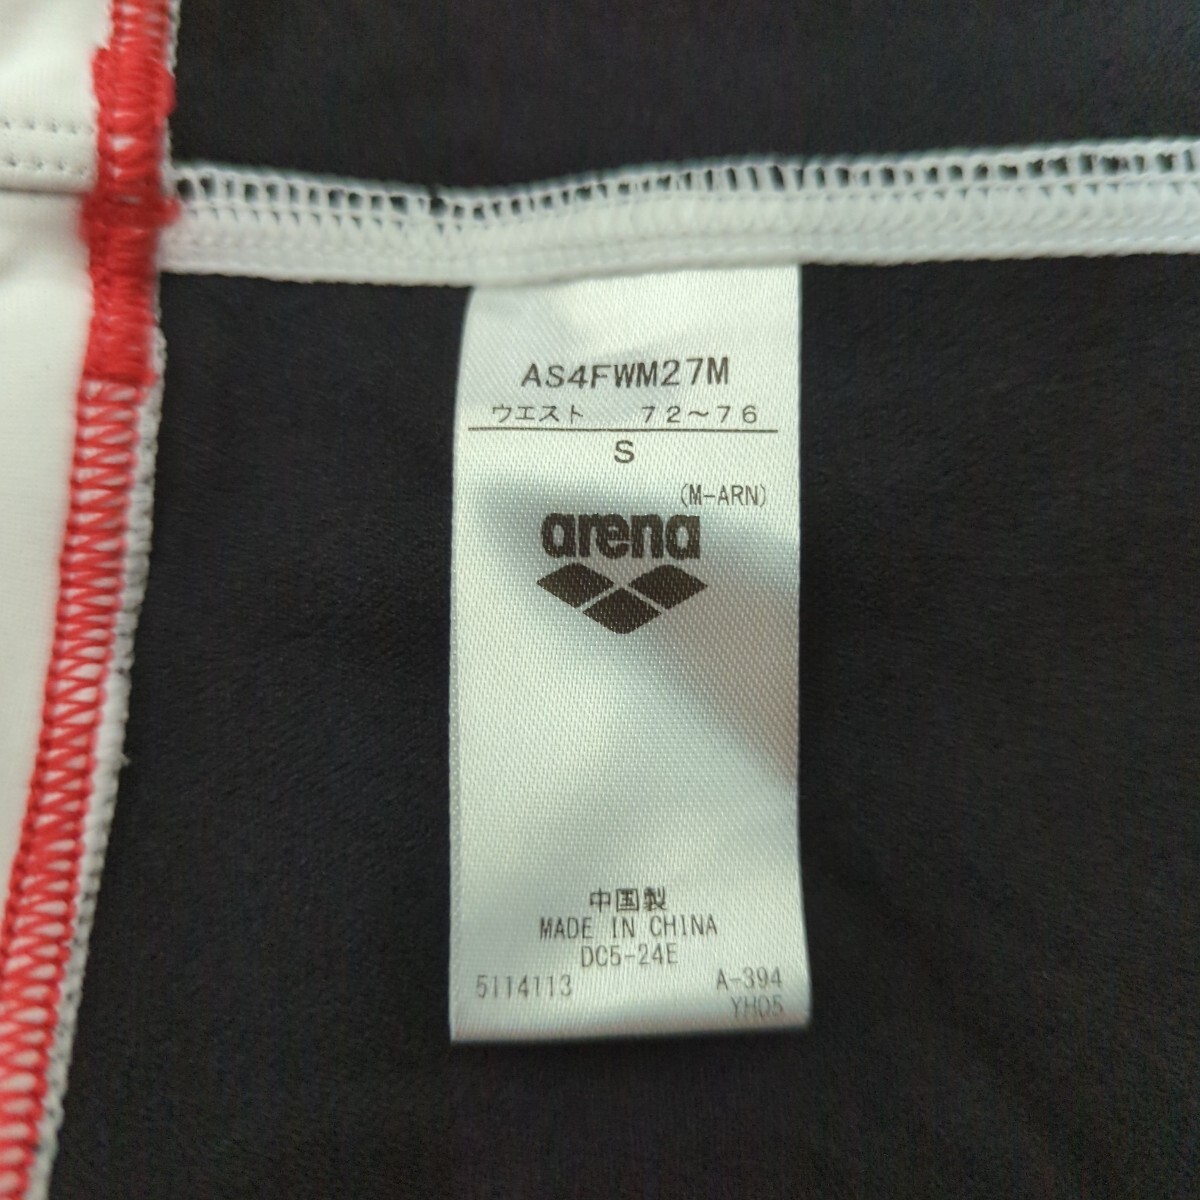 AS4FWM27M
ウエスト 72~76
S
(M-ARN)
arena
中国製
MADE IN CHINA
DC5-24E
5114113 A-394
YH05